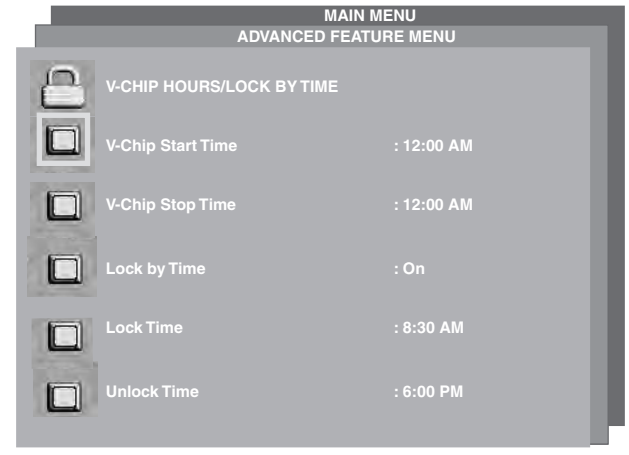 MAIN MENU
ADVANCED FEATURE MENU
V-CHIP HOURS/LOCK BY TIME
V-Chip Start Time : 12:00 AM
V-Chip Stop Time : 12:00 AM
Lock by Time : On
Lock Time : 8:30 AM
Unlock Time : 6:00 PM